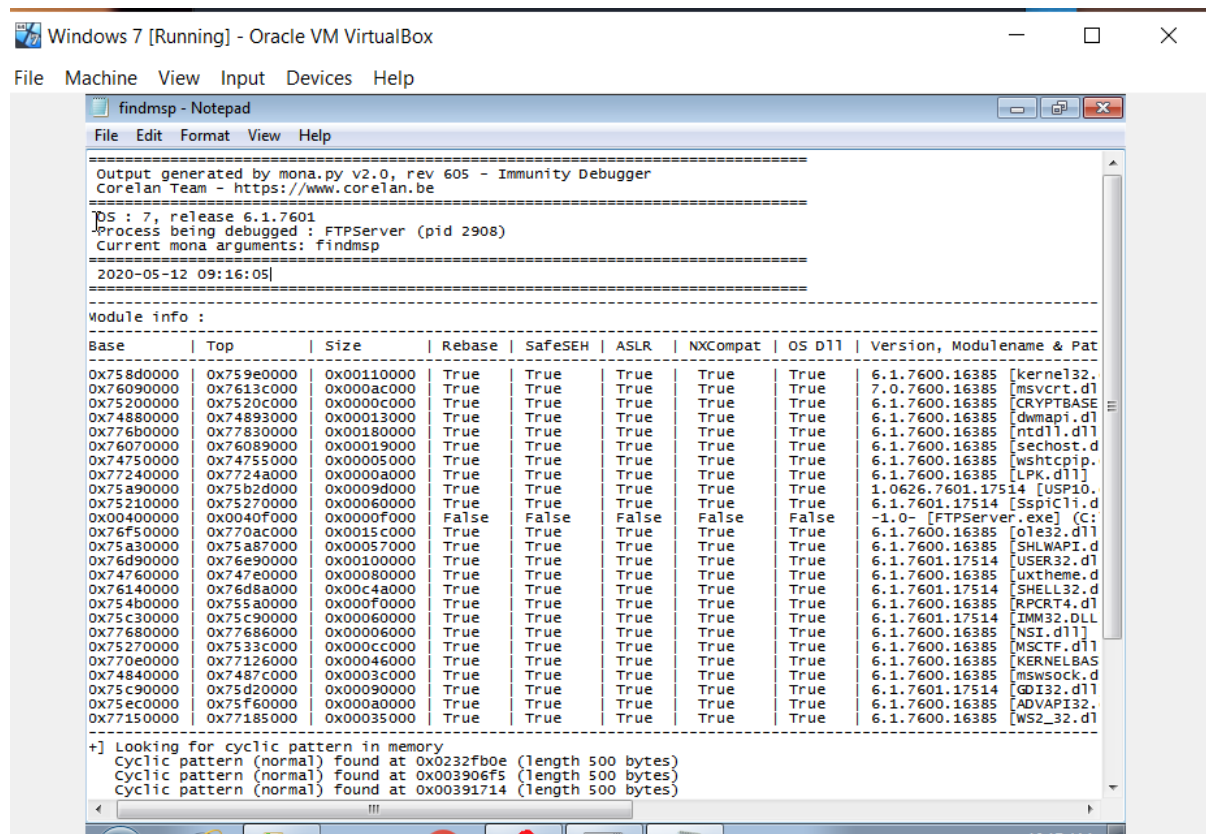 Windows 7 [Running] - Oracle VM VirtualBox
File Machine View Input Devices Help
findmsp - Notepad
File Edit Format View Help
================================================================================
Output generated by mona.py v2.0, rev 605 - Immunity Debugger
Corelan Team - https://www.corelan.be
================================================================================
OS : 7, release 6.1.7601
Process being debugged : FTPServer (pid 2908)
Current mona arguments: findmsp
================================================================================
2020-05-12 09:16:05
================================================================================
--------------------------------------------------------------------------------
Module info :
--------------------------------------------------------------------------------
Base | Top | Size | Rebase | SafeSEH | ASLR | NXCompat | OS Dll | Version, Modulename & Pat
--------------------------------------------------------------------------------
0x758d0000 | 0x759e0000 | 0x00110000 | True | True | True | True | True | 6.1.7600.16385 [kernel32.
0x76090000 | 0x7613c000 | 0x000ac000 | True | True | True | True | True | 7.0.7600.16385 [msvcrt.dl
0x75200000 | 0x7520c000 | 0x0000c000 | True | True | True | True | True | 6.1.7600.16385 [CRYPTBASE
0x74880000 | 0x74893000 | 0x00013000 | True | True | True | True | True | 6.1.7600.16385 [dwmapi.dl
0x776b0000 | 0x77830000 | 0x00180000 | True | True | True | True | True | 6.1.7600.16385 [ntdll.dll
0x76070000 | 0x76089000 | 0x00019000 | True | True | True | True | True | 6.1.7600.16385 [sechost.d
0x74750000 | 0x74755000 | 0x00005000 | True | True | True | True | True | 6.1.7600.16385 [wshtcpip.
0x77240000 | 0x7724a000 | 0x0000a000 | True | True | True | True | True | 6.1.7600.16385 [LPK.dll]
0x75a90000 | 0x75b2d000 | 0x0009d000 | True | True | True | True | True | 1.0626.7601.17514 [USP10.
0x75210000 | 0x75270000 | 0x00060000 | True | True | True | True | True | 6.1.7601.17514 [SspiCli.d
0x00400000 | 0x0040f000 | 0x0000f000 | False | False | False | False | False | -1.0- [FTPServer.exe] (C:
0x76f50000 | 0x770ac000 | 0x0015c000 | True | True | True | True | True | 6.1.7600.16385 [ole32.dll
0x75a30000 | 0x75a87000 | 0x00057000 | True | True | True | True | True | 6.1.7600.16385 [SHLWAPI.d
0x76d90000 | 0x76e90000 | 0x00100000 | True | True | True | True | True | 6.1.7601.17514 [USER32.dl
0x74760000 | 0x747e0000 | 0x00080000 | True | True | True | True | True | 6.1.7600.16385 [uxtheme.d
0x76140000 | 0x76d8a000 | 0x00c4a000 | True | True | True | True | True | 6.1.7601.17514 [SHELL32.d
0x754b0000 | 0x755a0000 | 0x000f0000 | True | True | True | True | True | 6.1.7600.16385 [RPCRT4.dl
0x75c30000 | 0x75c90000 | 0x00060000 | True | True | True | True | True | 6.1.7601.17514 [IMM32.DLL
0x77680000 | 0x77686000 | 0x00006000 | True | True | True | True | True | 6.1.7600.16385 [NSI.dll]
0x75270000 | 0x7533c000 | 0x000cc000 | True | True | True | True | True | 6.1.7600.16385 [MSCTF.dll
0x770e0000 | 0x77126000 | 0x00046000 | True | True | True | True | True | 6.1.7600.16385 [KERNELBAS
0x74840000 | 0x7487c000 | 0x0003c000 | True | True | True | True | True | 6.1.7600.16385 [mswsock.d
0x75c90000 | 0x75d20000 | 0x00090000 | True | True | True | True | True | 6.1.7601.17514 [GDI32.dll
0x75ec0000 | 0x75f60000 | 0x000a0000 | True | True | True | True | True | 6.1.7600.16385 [ADVAPI32.
0x77150000 | 0x77185000 | 0x00035000 | True | True | True | True | True | 6.1.7600.16385 [WS2_32.dl
--------------------------------------------------------------------------------
+] Looking for cyclic pattern in memory
Cyclic pattern (normal) found at 0x0232fb0e (length 500 bytes)
Cyclic pattern (normal) found at 0x003906f5 (length 500 bytes)
Cyclic pattern (normal) found at 0x00391714 (length 500 bytes)